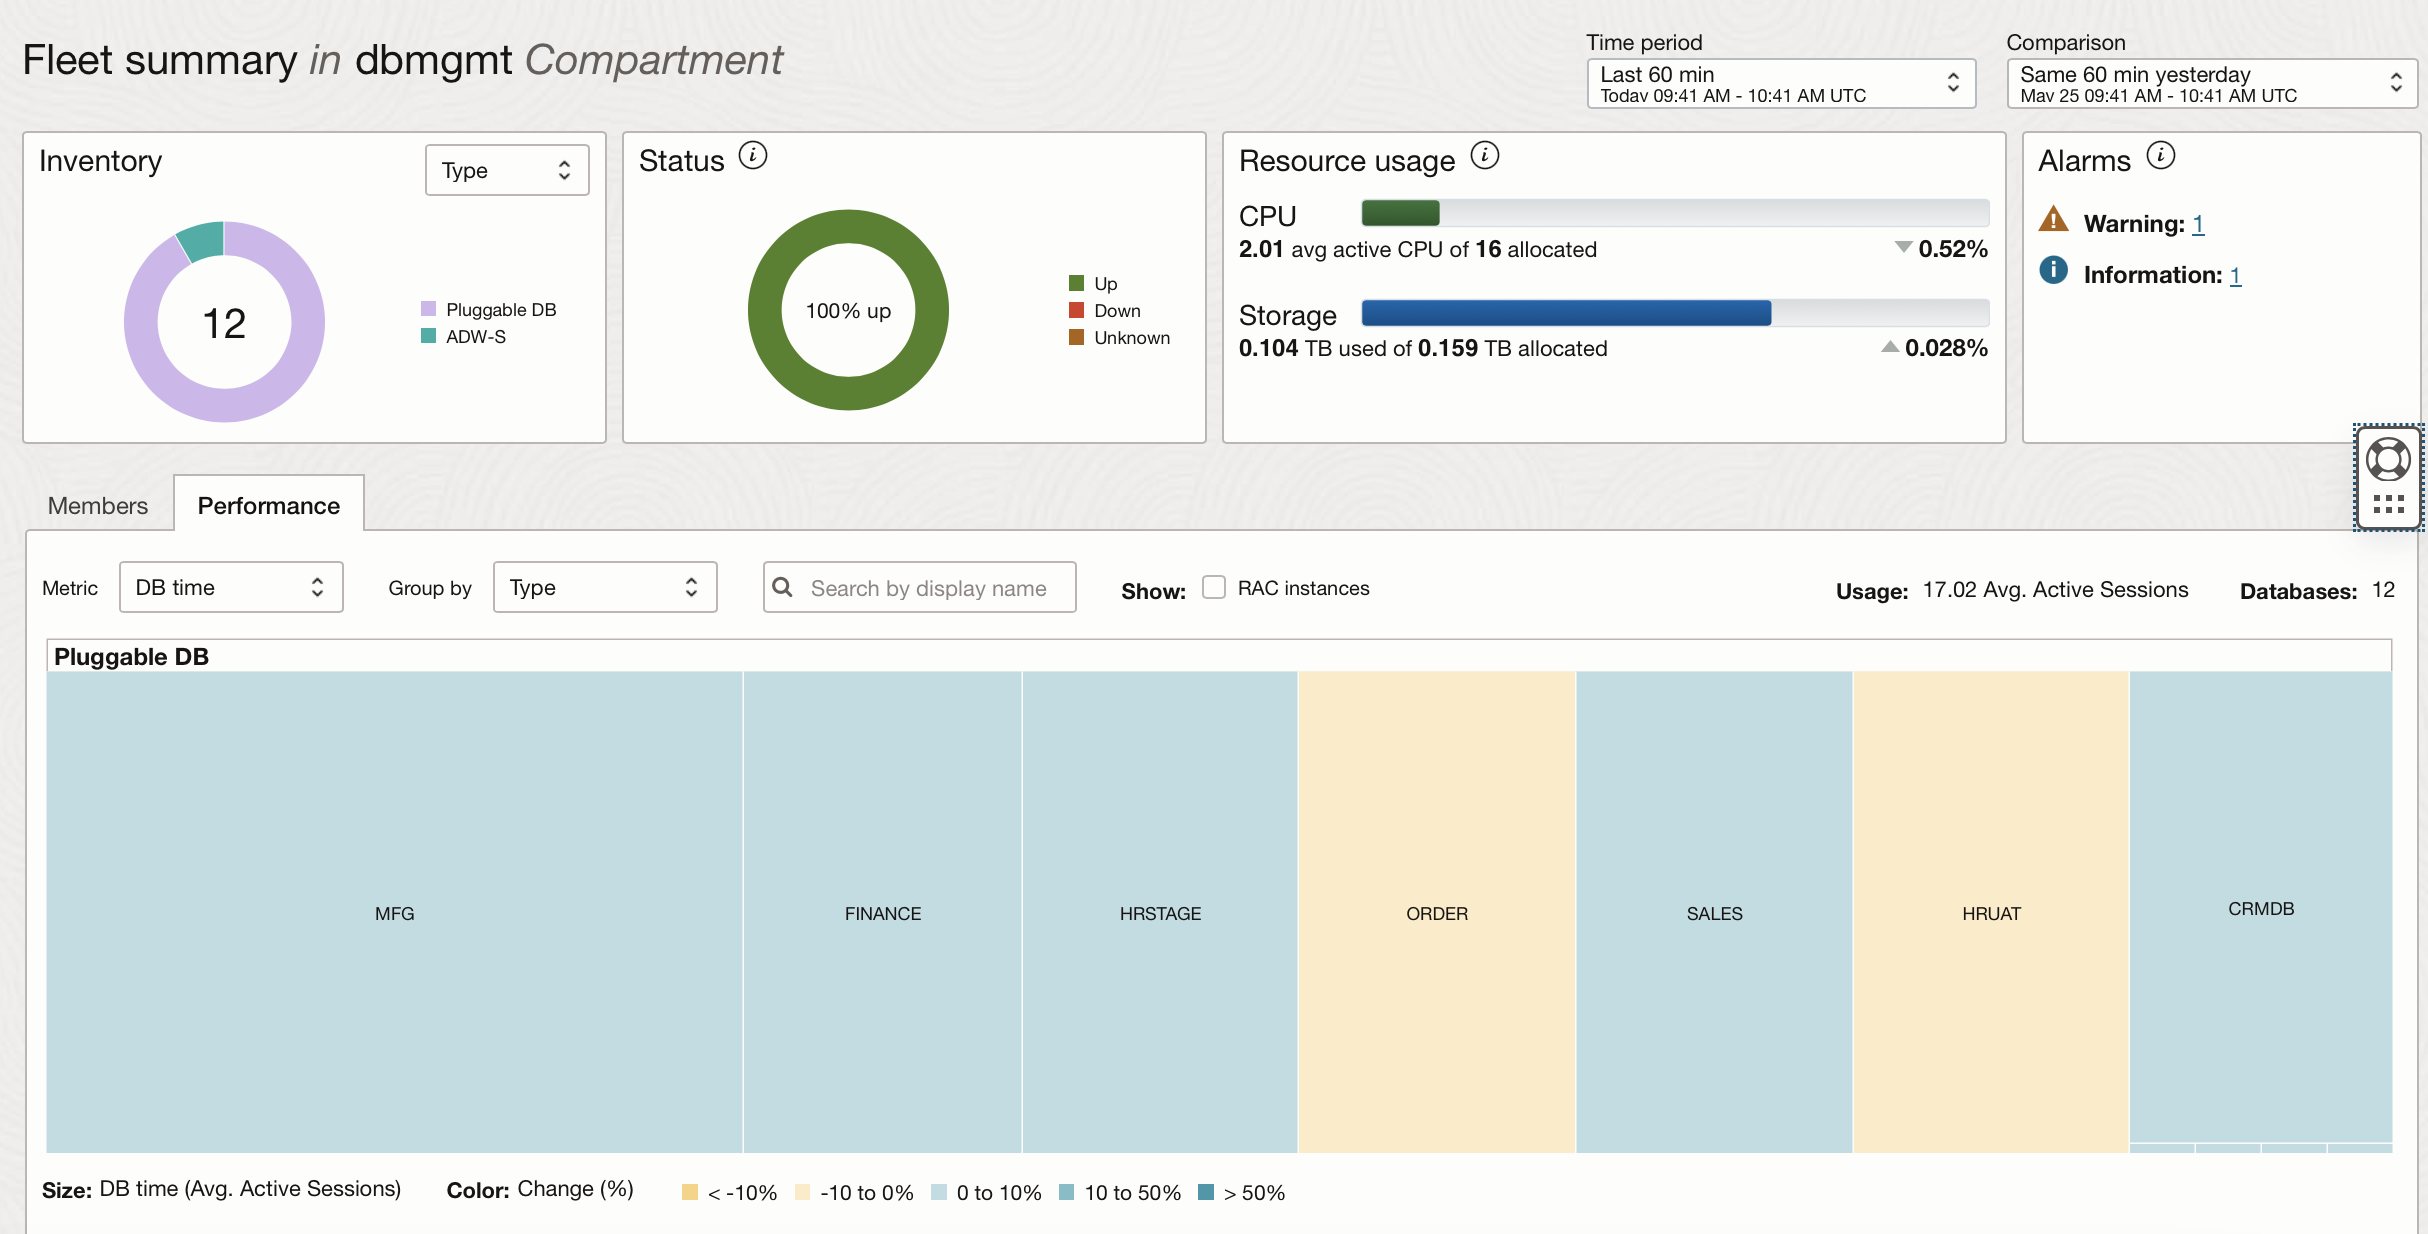 Fleet summary in dbmgmt Compartment
Time period
Last 60 min
Today 09:41 AM - 10:41 AM UTC
Comparison
Same 60 min yesterday
May 25 09:41 AM - 10:41 AM UTC
Inventory
Type
12
Pluggable DB
ADW-S
Status
100% up
Up
Down
Unknown
Resource usage
CPU
2.01 avg active CPU of 16 allocated
0.52%
Storage
0.104 TB used of 0.159 TB allocated
0.028%
Alarms
Warning: 1
Information: 1
Members
Performance
Metric
DB time
Group by
Type
Search by display name
Show:
RAC instances
Usage: 17.02 Avg. Active Sessions
Databases: 12
Pluggable DB
MFG
FINANCE
HRSTAGE
ORDER
SALES
HRUAT
CRMDB
Size: DB time (Avg. Active Sessions)
Color: Change (%)
< -10%
-10 to 0%
0 to 10%
10 to 50%
> 50%